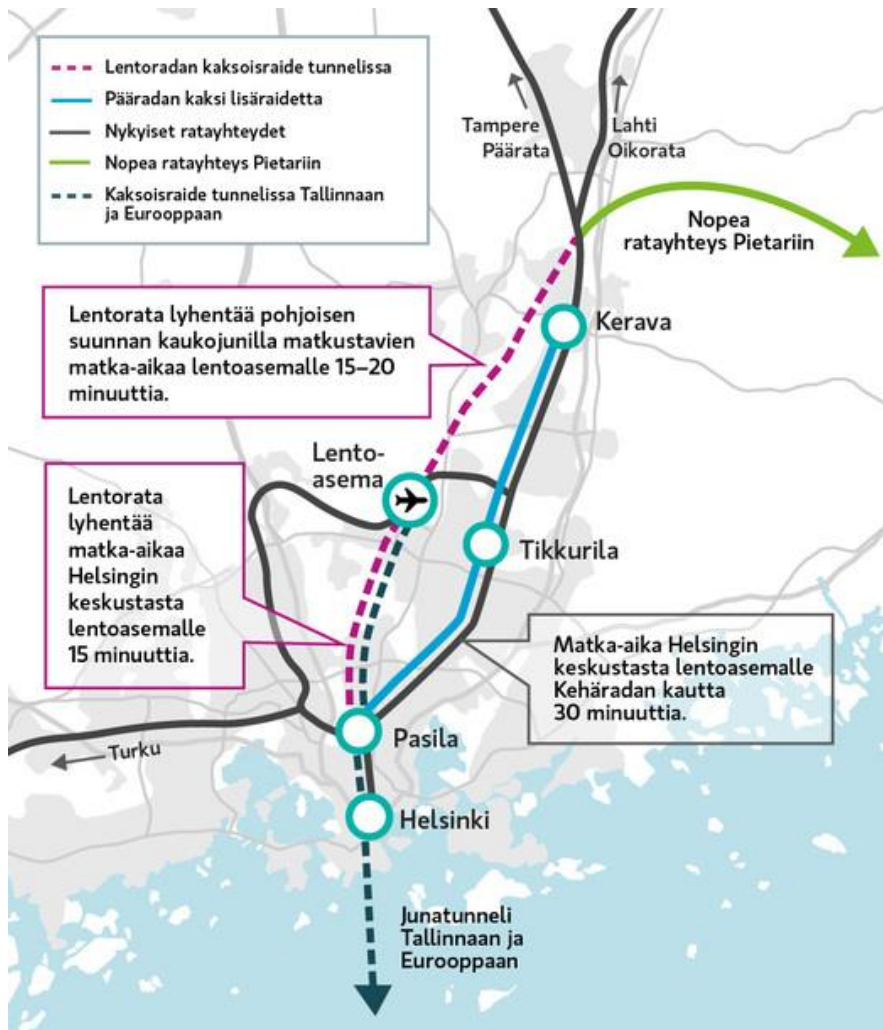 Lentoradan kaksoisraide tunnelissa
Pääradan kaksi lisäraidetta
Nykyiset ratayhteydet
Nopea ratayhteys Pietariin
Kaksoisraide tunnelissa Tallinnaan
ja Eurooppaan
Tampere
Päärata
Lahti
Oikorata
Nopea
ratayhteys Pietariin
Lentorata lyhentää pohjoisen
suunnan kaukojunilla matkustavien
matka-aikaa lentoasemalle 15–20
minuuttia.
Kerava
Lento-
asema
Lentorata
lyhentää
matka-aikaa
Helsingin
keskustasta
lentoasemalle
15 minuuttia.
Tikkurila
Matka-aika Helsingin
keskustasta lentoasemalle
Kehäradan kautta
30 minuuttia.
Turku
Pasila
Helsinki
Junatunneli
Tallinnaan ja
Eurooppaan